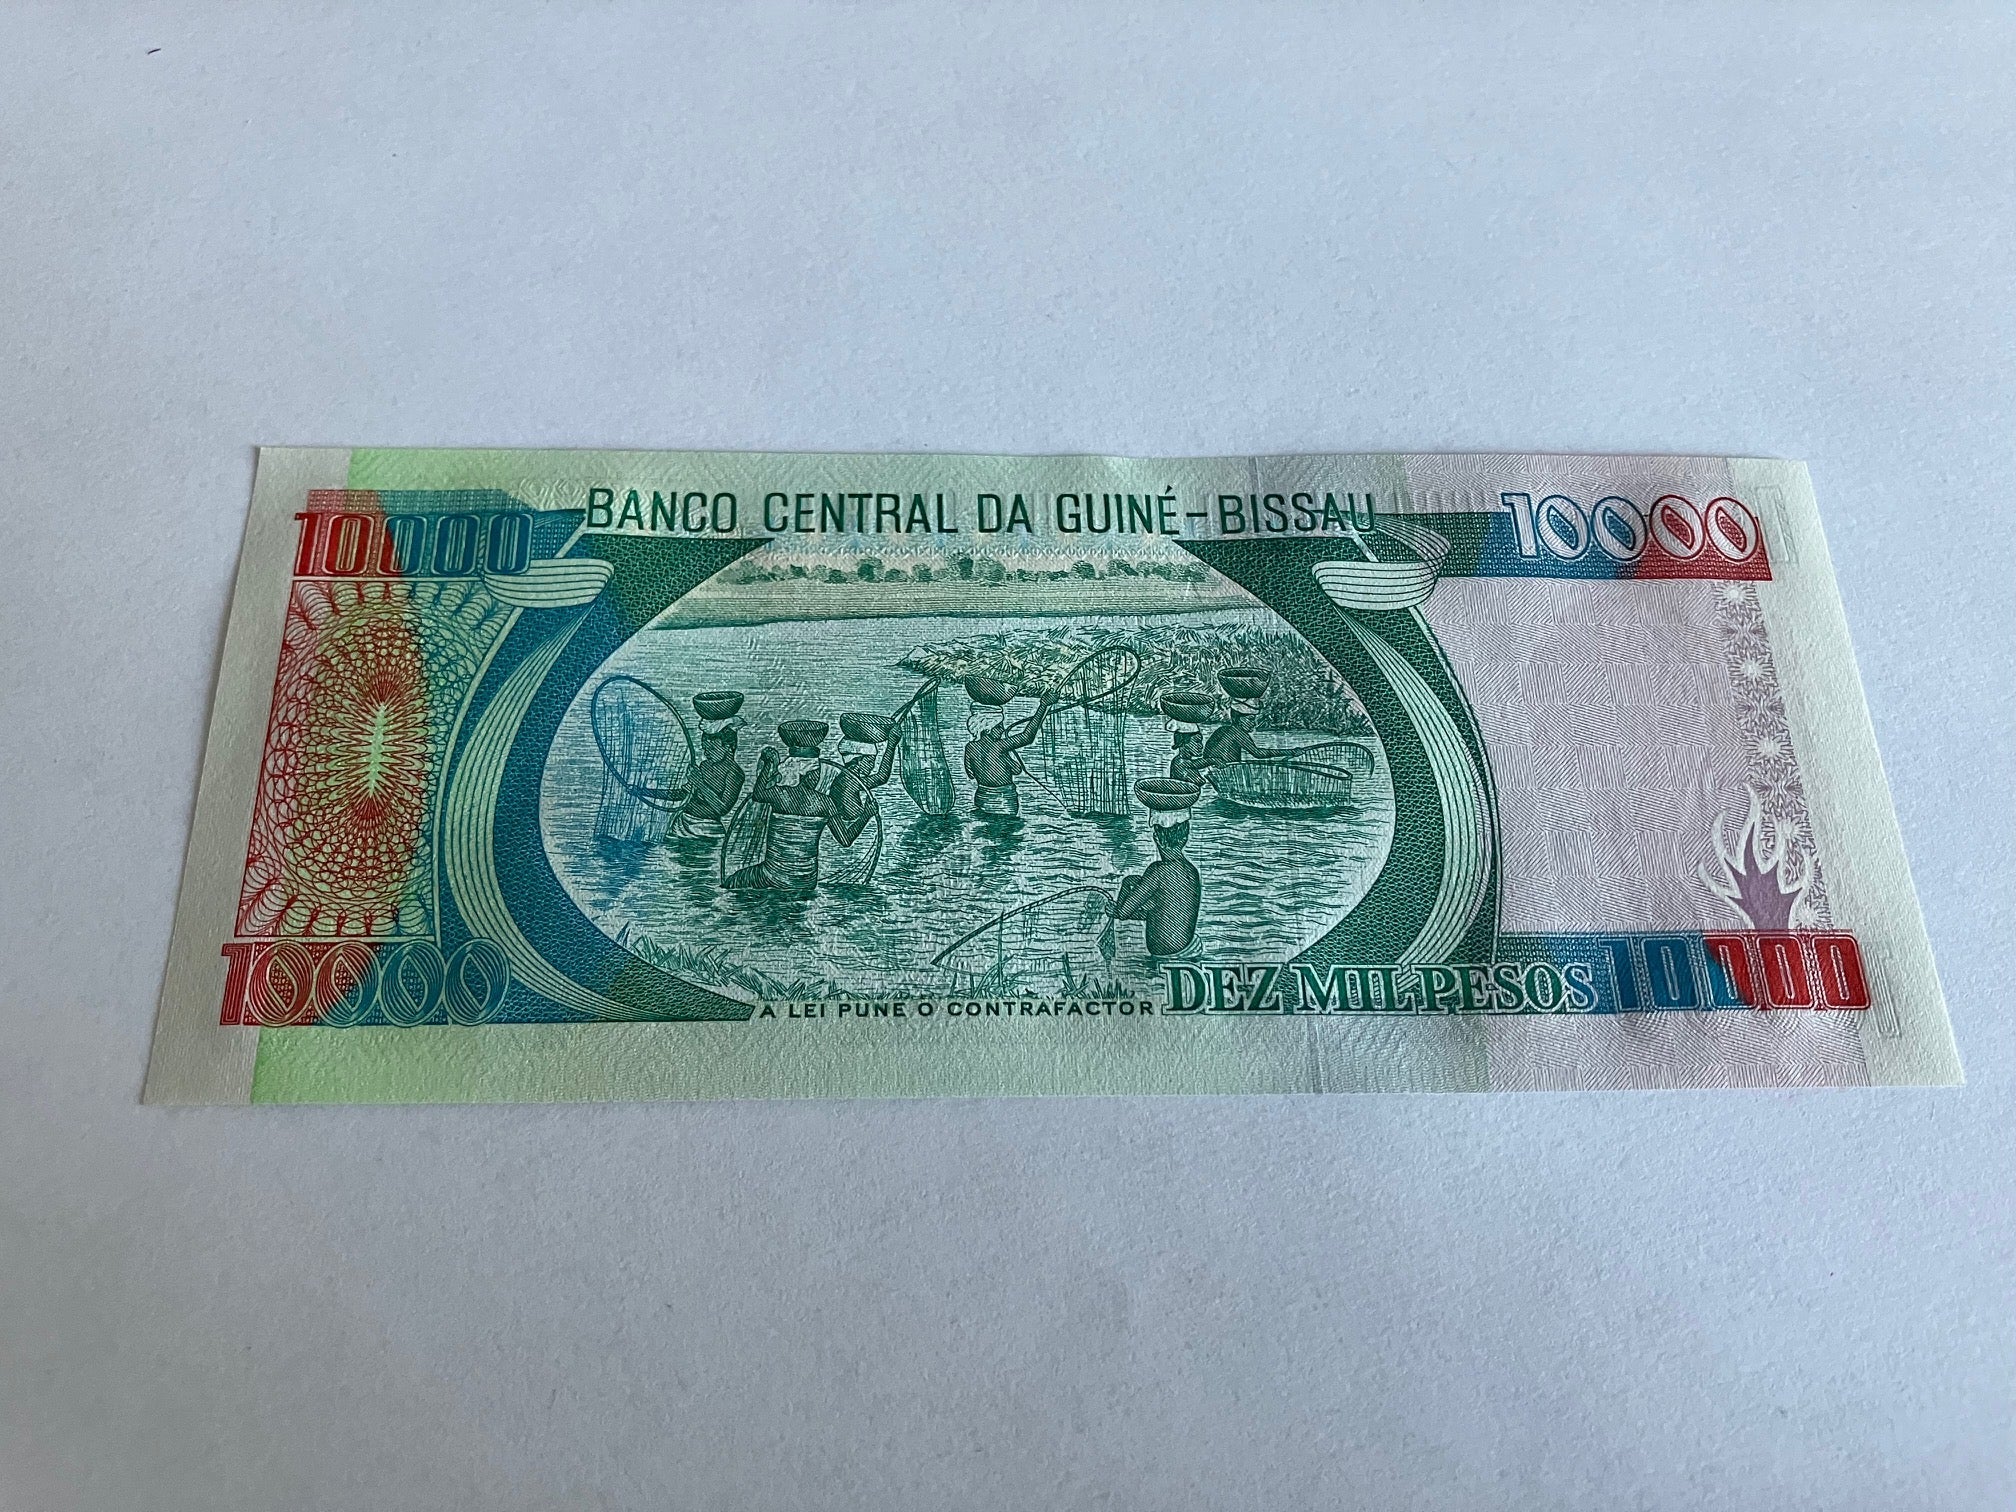 10000
BANCO CENTRAL DA GUINÉ-BISSAU
10000
10000
A LEI PUNE O CONTRAFACTOR
DEZ MIL PESOS
10000